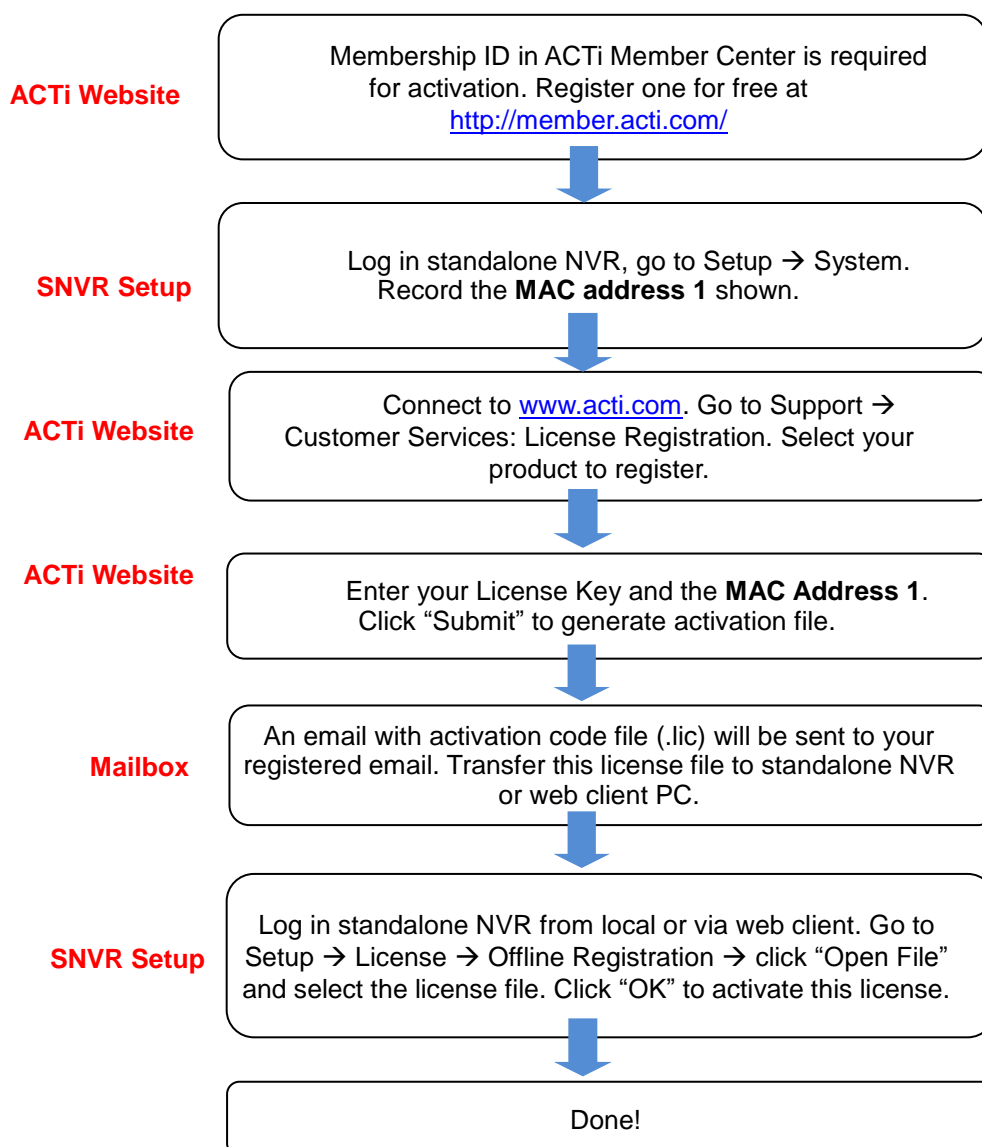 Membership ID in ACTi Member Center is required
ACTi Website
for activation. Register one for free at
http://member.acti.com/
Log in standalone NVR, go to Setup → System.
SNVR Setup
Record the MAC address 1 shown.
Connect to www.acti.com. Go to Support →
ACTi Website
Customer Services: License Registration. Select your
product to register.
ACTi Website
Enter your License Key and the MAC Address 1.
Click “Submit” to generate activation file.
An email with activation code file (.lic) will be sent to your
Mailbox
registered email. Transfer this license file to standalone NVR
or web client PC.
Log in standalone NVR from local or via web client. Go to
SNVR Setup
Setup → License → Offline Registration → click “Open File”
and select the license file. Click “OK” to activate this license.
Done!